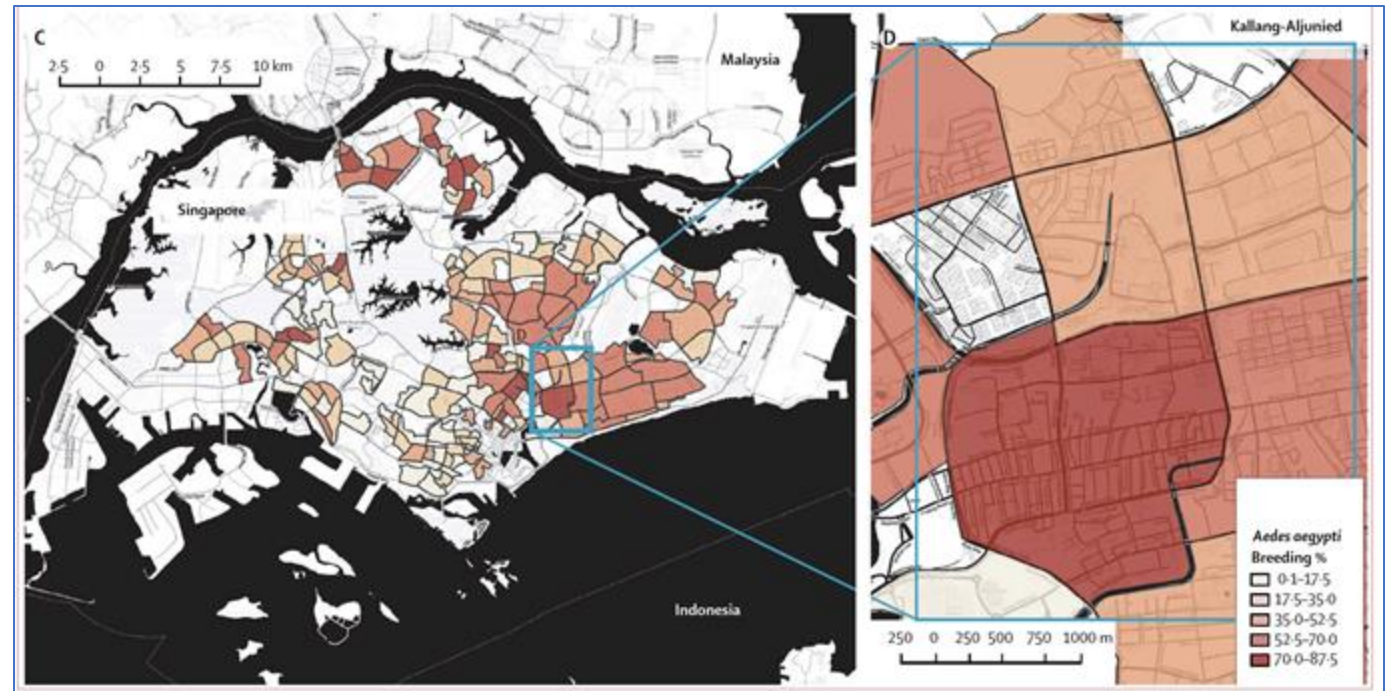 C
2·5 0 2·5 5 7·5 10 km
Malaysia
Singapore
Indonesia
D
Kallang-Aljunied
Aedes aegypti
Breeding %
0·1–17·5
17·5–35·0
35·0–52·5
52·5–70·0
70·0–87·5
250 0 250 500 750 1000 m